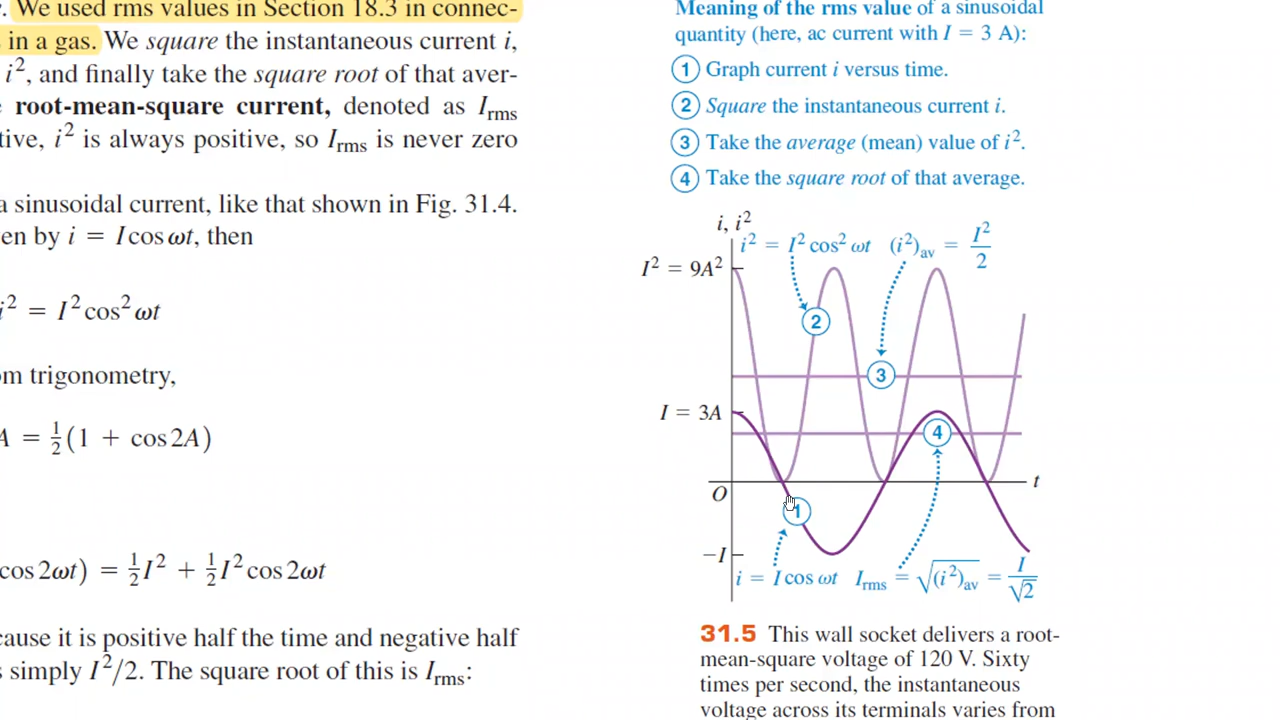 . We used rms values in Section 18.3 in connec-
in a gas. We square the instantaneous current i,
i², and finally take the square root of that aver-
e root-mean-square current, denoted as Irms
tive, i² is always positive, so Irms is never zero
a sinusoidal current, like that shown in Fig. 31.4.
en by i = I cos ωt, then
i² = I² cos² ωt
om trigonometry,
A = ½(1 + cos 2A)
cos 2ωt) = ½I² + ½I² cos 2ωt
cause it is positive half the time and negative half
s simply I²/2. The square root of this is Irms:
Meaning of the rms value of a sinusoidal
quantity (here, ac current with I = 3 A):
① Graph current i versus time.
② Square the instantaneous current i.
③ Take the average (mean) value of i².
④ Take the square root of that average.
i, i²
i² = I² cos² ωt (i²)av = I²/2
I² = 9A²
2
3
I = 3A
4
O
t
1
−I
i = I cos ωt Irms = √(i²)av = I/√2
31.5 This wall socket delivers a root-
mean-square voltage of 120 V. Sixty
times per second, the instantaneous
voltage across its terminals varies from